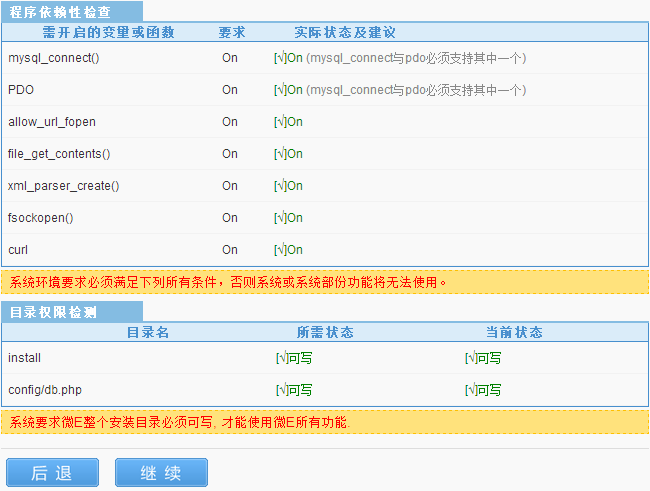 程序依赖性检查
需开启的变量或函数 要求 实际状态及建议
mysql_connect() On [√]On (mysql_connect与pdo必须支持其中一个)
PDO On [√]On (mysql_connect与pdo必须支持其中一个)
allow_url_fopen On [√]On
file_get_contents() On [√]On
xml_parser_create() On [√]On
fsockopen() On [√]On
curl On [√]On
系统环境要求必须满足下列所有条件，否则系统或系统部份功能将无法使用。
目录权限检测
目录名 所需状态 当前状态
install [√]可写 [√]可写
config/db.php [√]可写 [√]可写
系统要求微E整个安装目录必须可写, 才能使用微E所有功能.
后退 继续